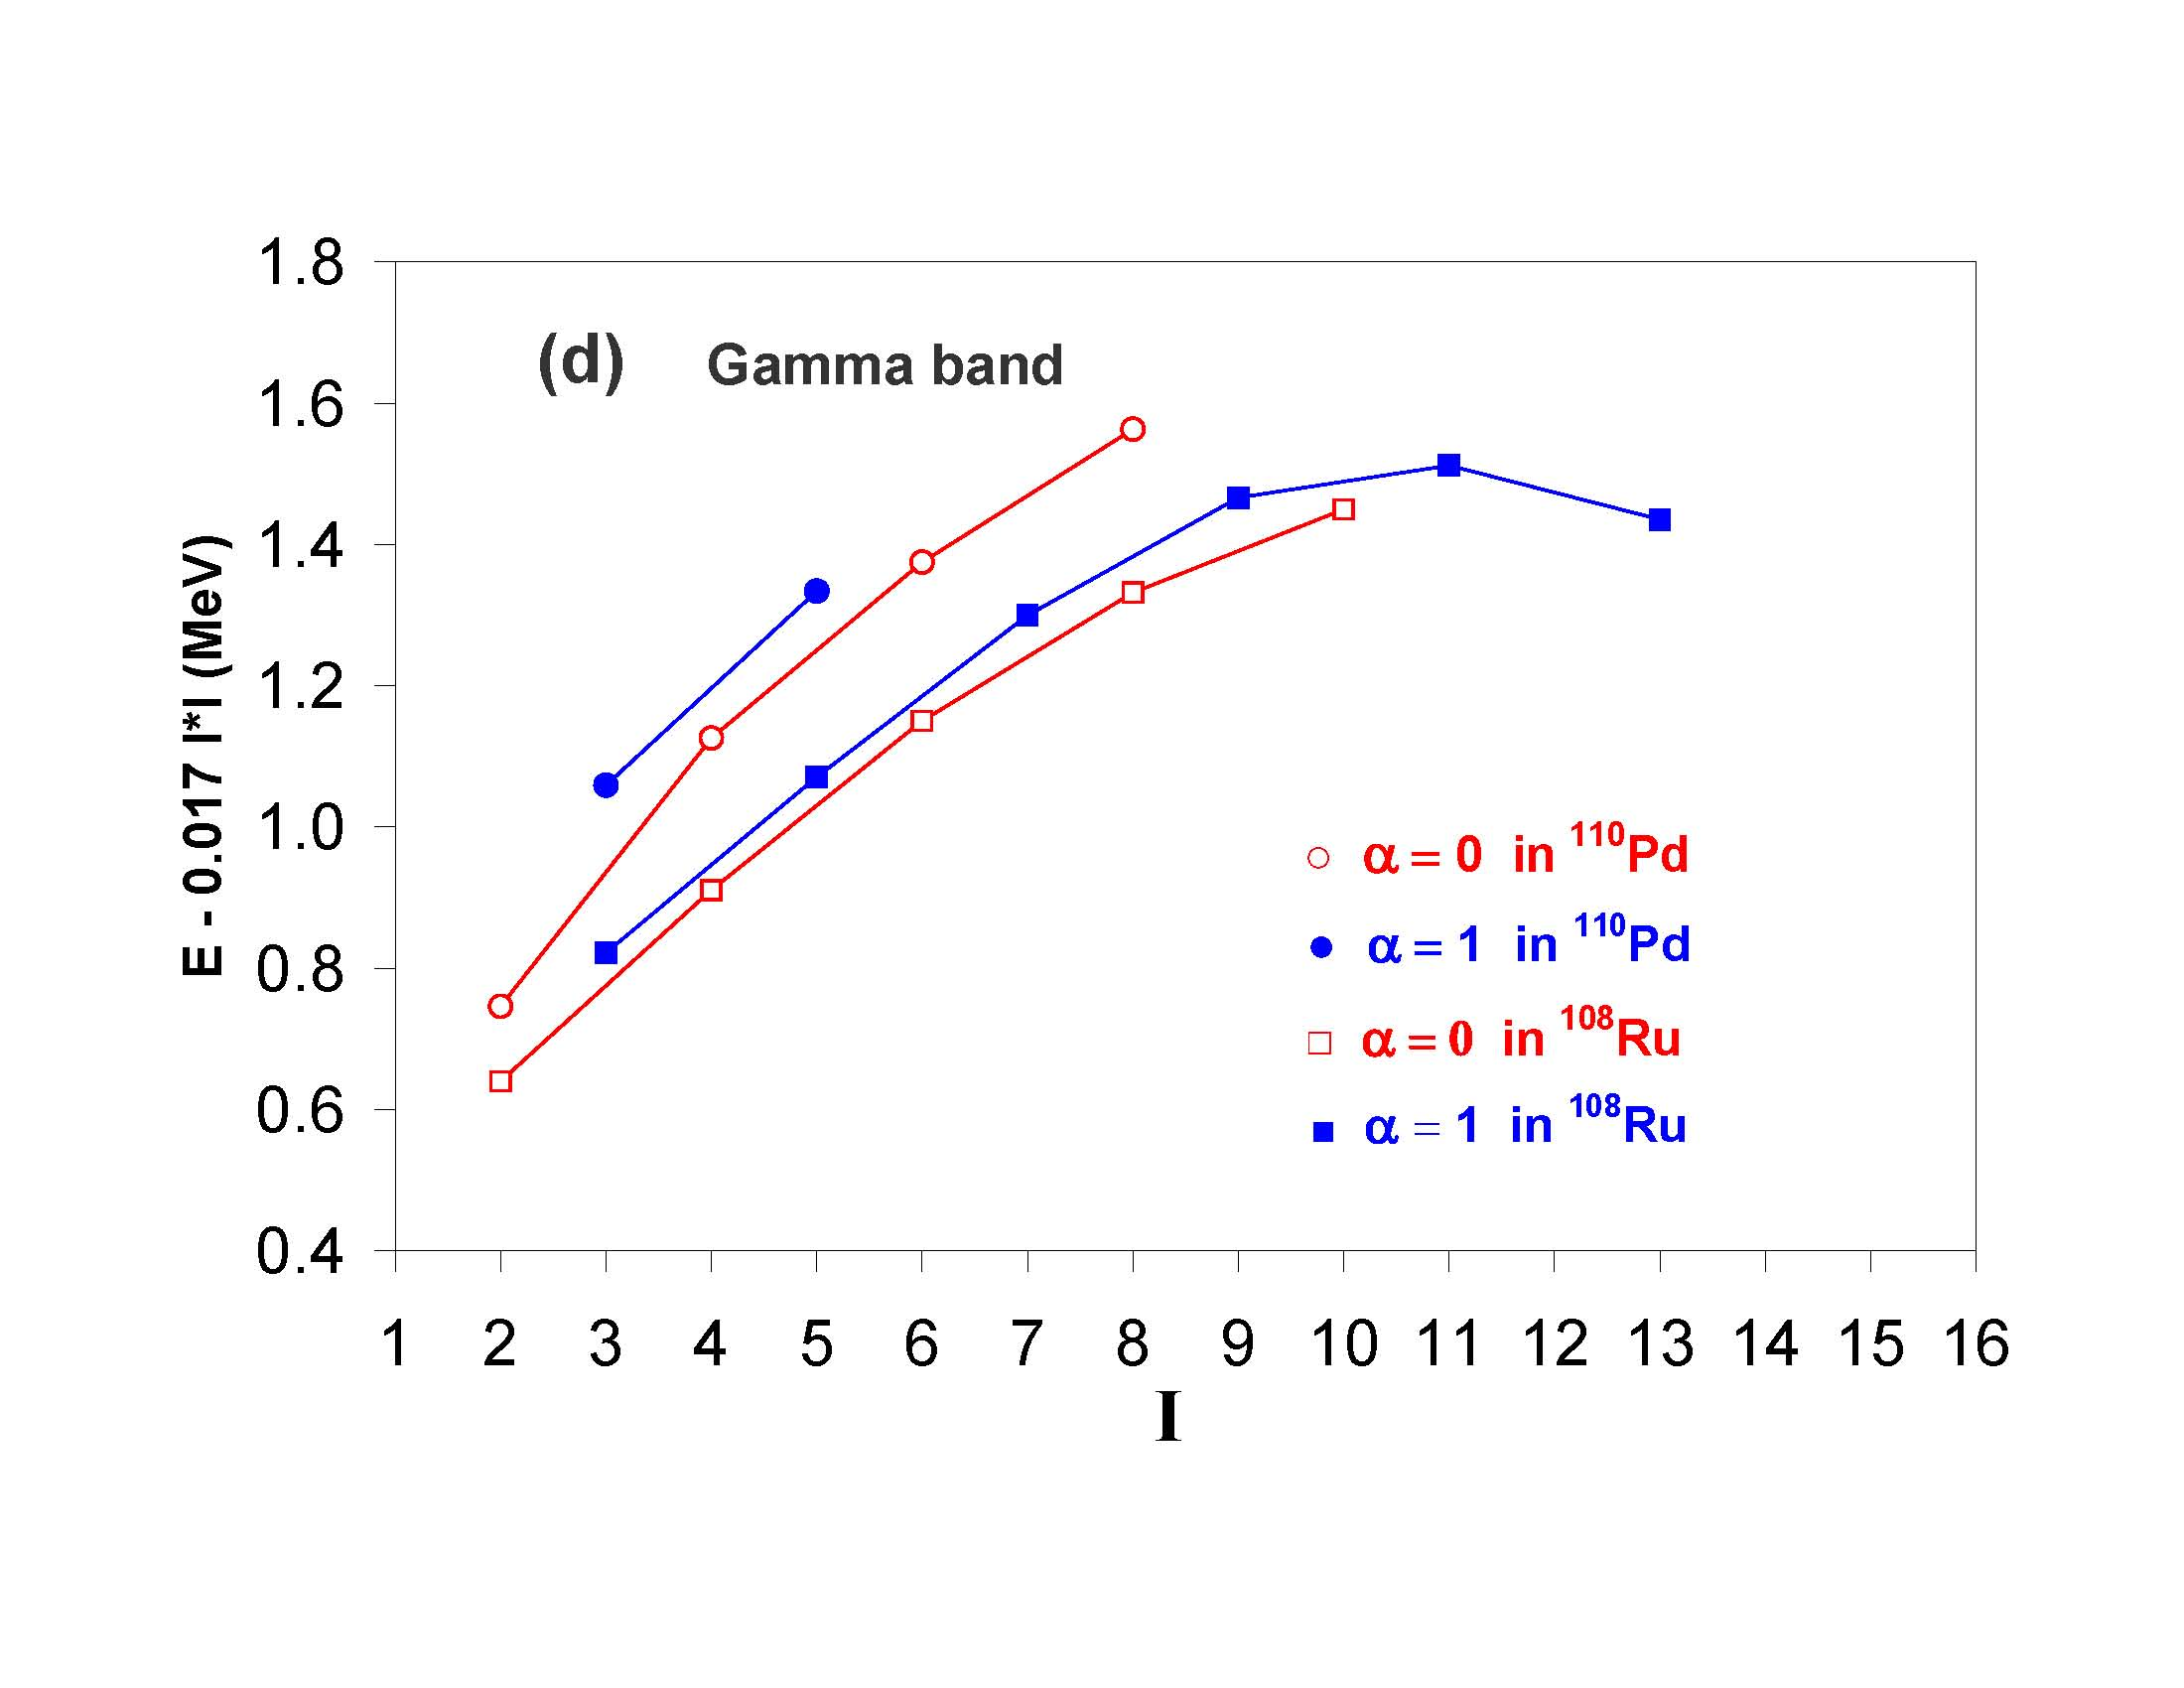 1.8
(d) Gamma band
1.6
1.4
1.2
1.0
0.8
0.6
0.4
E - 0.017 I*I (MeV)
α = 0 in ¹¹⁰Pd
α = 1 in ¹¹⁰Pd
α = 0 in ¹⁰⁸Ru
α = 1 in ¹⁰⁸Ru
1 2 3 4 5 6 7 8 9 10 11 12 13 14 15 16
I